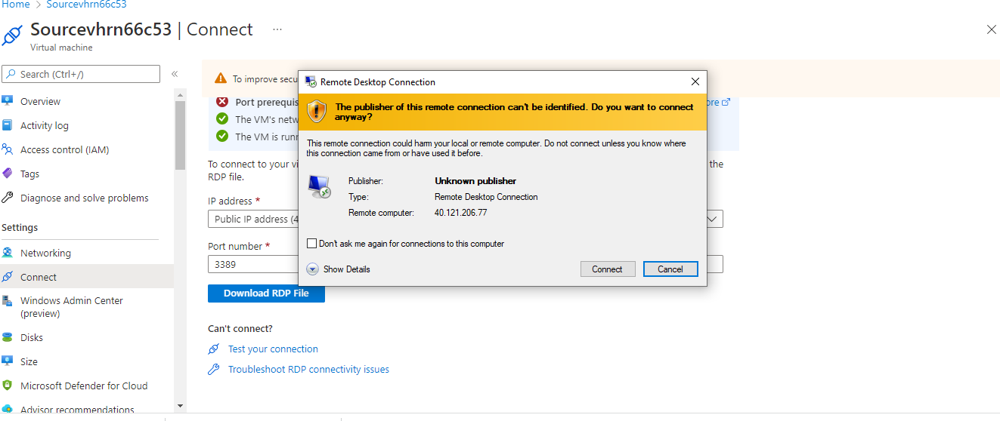 Home > Sourcevhrn66c53
Sourcevhrn66c53 | Connect ...
Virtual machine
Search (Ctrl+/)
«
Overview
Activity log
Access control (IAM)
Tags
Diagnose and solve problems
Settings
Networking
Connect
Windows Admin Center
(preview)
Disks
Size
Microsoft Defender for Cloud
Advisor recommendations
To improve secu
Port prerequis
ore
The VM's netw
The VM is runn
To connect to your vi
the
RDP file.
IP address *
Public IP address (4
Port number *
3389
Download RDP File
Can't connect?
Test your connection
Troubleshoot RDP connectivity issues
Remote Desktop Connection
The publisher of this remote connection can't be identified. Do you want to connect
anyway?
This remote connection could harm your local or remote computer. Do not connect unless you know where
this connection came from or have used it before.
Publisher: Unknown publisher
Type: Remote Desktop Connection
Remote computer: 40.121.206.77
Don't ask me again for connections to this computer
Show Details
Connect
Cancel